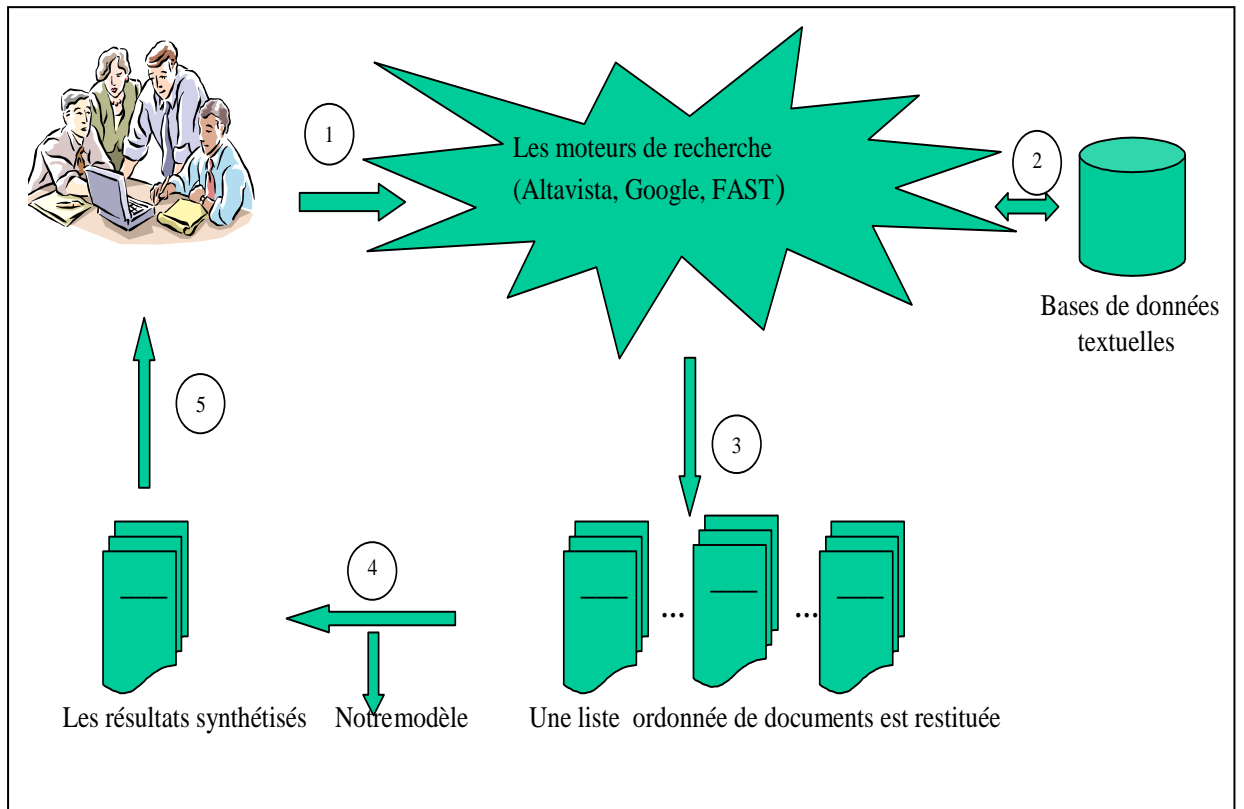 1
Les moteurs de recherche
(Altavista, Google, FAST)
2
Bases de données
textuelles
3
5
4
...
...
Les résultats synthétisés
Notremodèle
Une liste ordonnée de documents est restituée